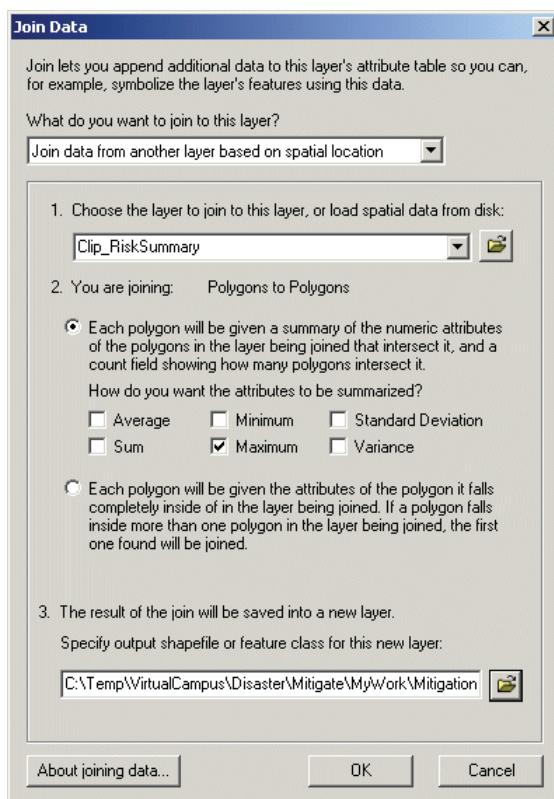 Join Data
Join lets you append additional data to this layer's attribute table so you can,
for example, symbolize the layer's features using this data.
What do you want to join to this layer?
Join data from another layer based on spatial location
1. Choose the layer to join to this layer, or load spatial data from disk:
Clip_RiskSummary
2. You are joining: Polygons to Polygons
Each polygon will be given a summary of the numeric attributes
of the polygons in the layer being joined that intersect it, and a
count field showing how many polygons intersect it.
How do you want the attributes to be summarized?
Average Minimum Standard Deviation
Sum Maximum Variance
Each polygon will be given the attributes of the polygon it falls
completely inside of in the layer being joined. If a polygon falls
inside more than one polygon in the layer being joined, the first
one found will be joined.
3. The result of the join will be saved into a new layer.
Specify output shapefile or feature class for this new layer:
C:\Temp\VirtualCampus\Disaster\Mitigate\MyWork\Mitigation
About joining data... OK Cancel